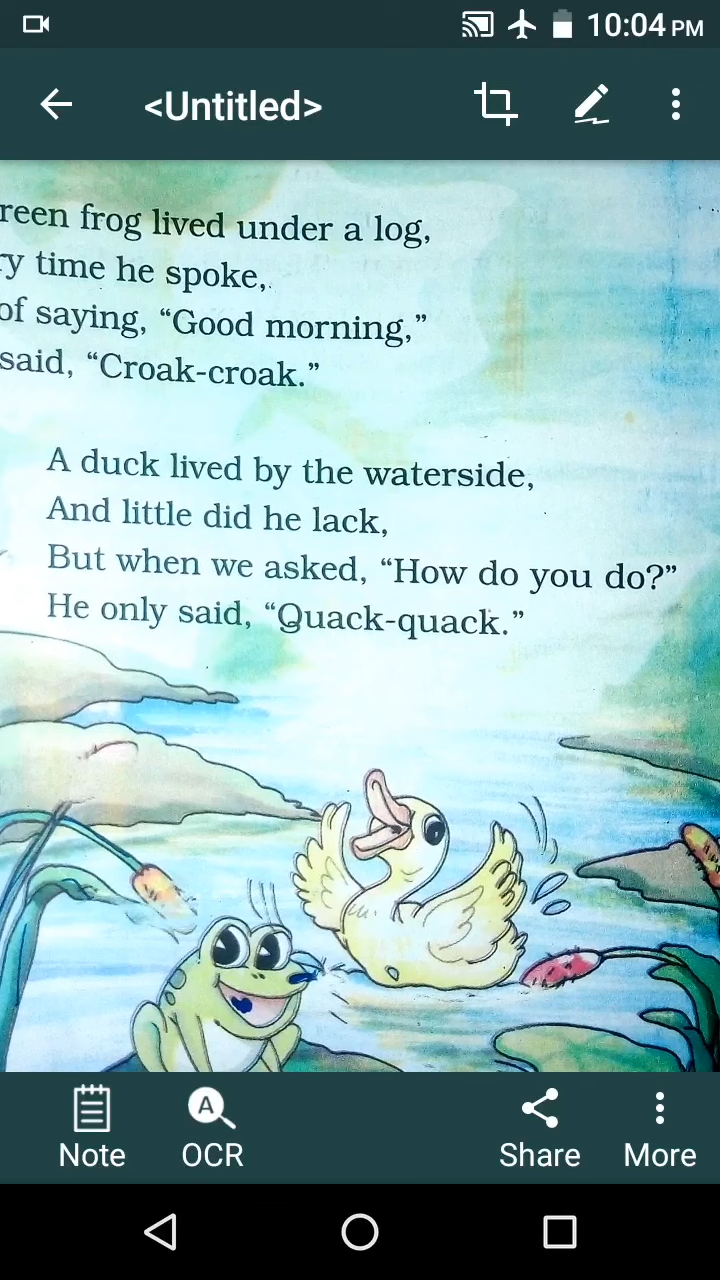 10:04 PM
<Untitled>
reen frog lived under a log,
ry time he spoke,
of saying, “Good morning,”
said, “Croak-croak.”
A duck lived by the waterside,
And little did he lack,
But when we asked, “How do you do?”
He only said, “Quack-quack.”
A
Note OCR Share More